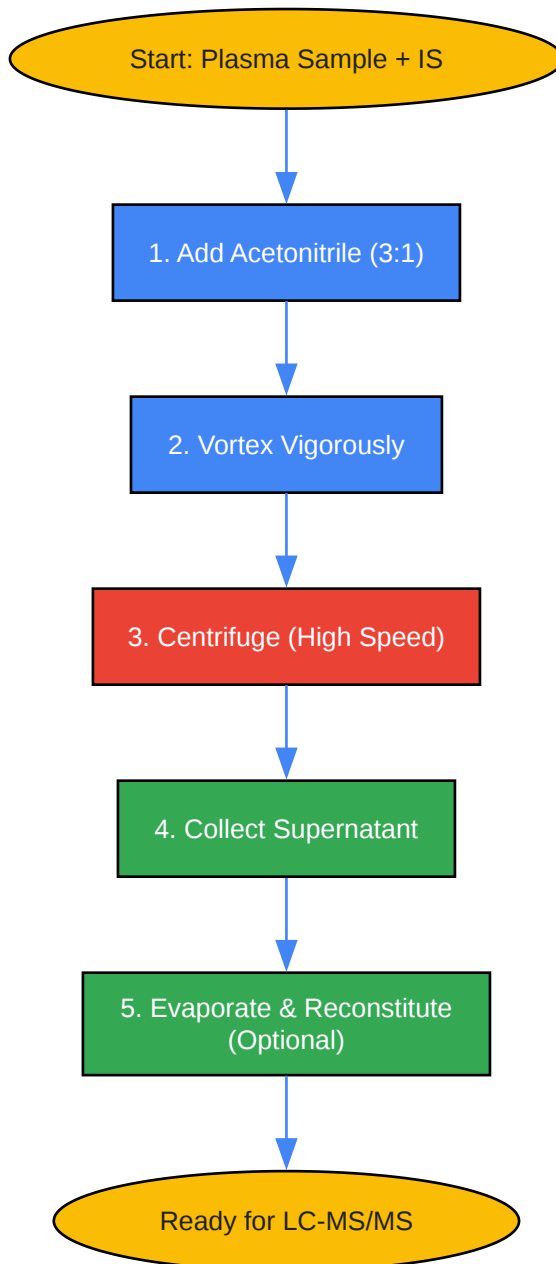 Start: Plasma Sample + IS
1. Add Acetonitrile (3:1)
2. Vortex Vigorously
3. Centrifuge (High Speed)
4. Collect Supernatant
5. Evaporate & Reconstitute
(Optional)
Ready for LC-MS/MS